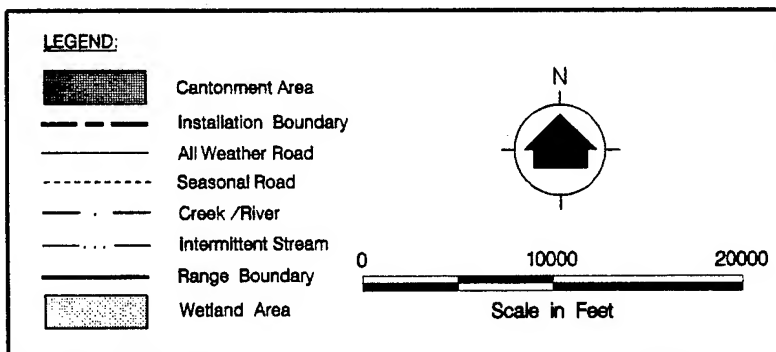 LEGEND:
Cantonment Area
Installation Boundary
All Weather Road
Seasonal Road
Creek /River
Intermittent Stream
Range Boundary
Wetland Area
N
0 10000 20000
Scale in Feet